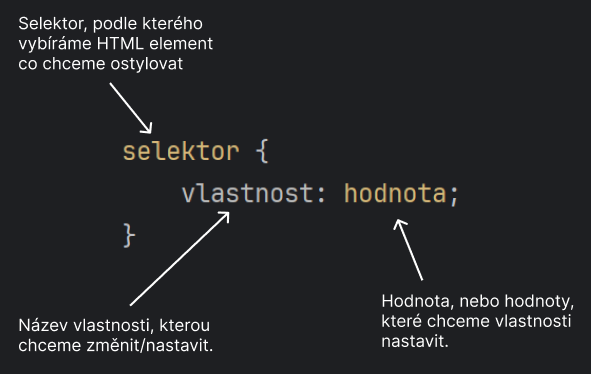 Selektor, podle kterého
vybíráme HTML element
co chceme ostylovat
selektor {
vlastnost: hodnota;
}
Název vlastnosti, kterou
chceme změnit/nastavit.
Hodnota, nebo hodnoty,
které chceme vlastnosti
nastavit.